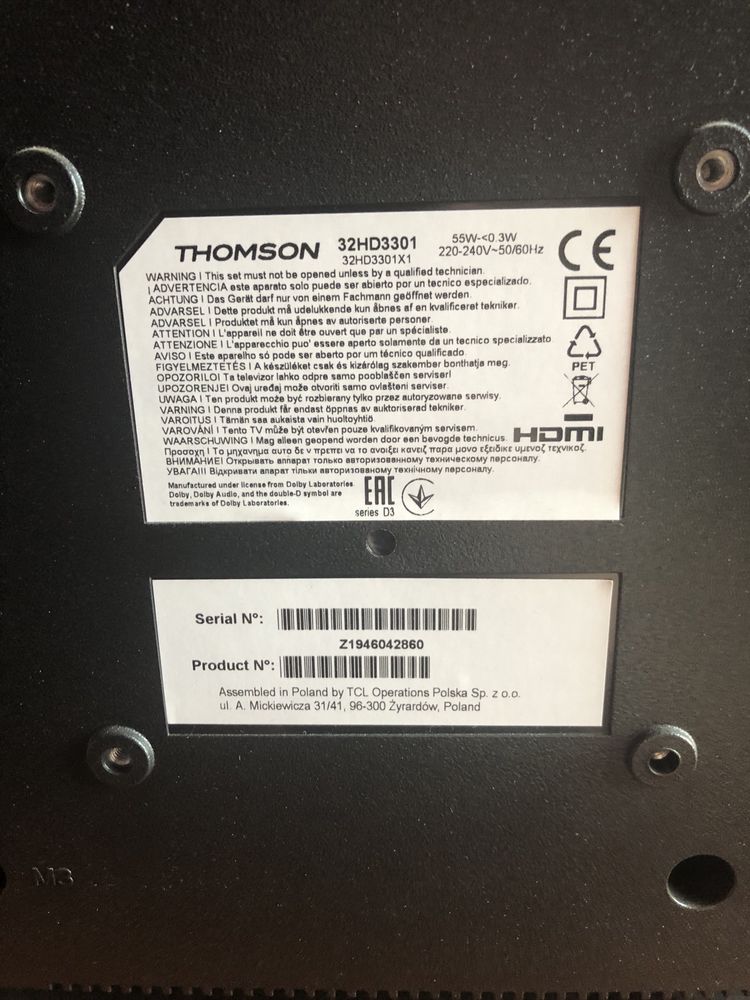 THOMSON 32HD3301 55W-<0.3W
32HD3301X1 220-240V~50/60Hz
CE
WARNING I This set must not be opened unless by a qualified technician.
¡ ADVERTENCIA este aparato solo puede ser abierto por un tecnico especializado.
ACHTUNG I Das Gerät darf nur von einem Fachmann geöffnet werden.
ADVARSEL I Dette produkt må udelukkende kun åbnes af en kvalificeret tekniker.
ADVARSEL I Produktet må kun åpnes av autoriserte personer.
ATTENTION I L'appareil ne doit être ouvert que par un spécialiste.
ATTENZIONE I L'apparecchio puo' essere aperto solamente da un tecnico specializzato.
AVISO I Este aparelho só pode ser aberto por um técnico qualificado.
FIGYELMEZTETÉS I A készüléket csak és kizárólag szakember bonthatja meg.
OPOZORILO! Ta televizor lahko odpre samo pooblaščen serviser!
UPOZORENJE! Ovaj uređaj može otvoriti samo ovlašteni serviser.
UWAGA I Ten produkt może być rozbierany tylko przez autoryzowane serwisy.
VARNING I Denna produkt får endast öppnas av auktoriserad tekniker.
VAROITUS I Tämän saa aukaista vain huoltoyhtiö
VAROVÁNÍ I Tento TV může být otevřen pouze kvalifikovaným servisem.
WAARSCHUWING I Mag alleen geopend worden door een bevogde technicus.
Προσοχη Ι Το μηχανημα αυτο δε ν πρεπει να το ανοιξει κανεις παρα μονο εξειδικε υμενος τεχνικος.
ВНИМАНИЕ! Открывать аппарат только авторизованному техническому персоналу.
УВАГА!!! Відкривати апарат тільки авторизованому технічному персоналу.
PET
HDMI
Manufactured under license from Dolby Laboratories.
Dolby, Dolby Audio, and the double-D symbol are
trademarks of Dolby Laboratories.
EAC
series D3
Serial N°:
Z1946042860
Product N°:
Assembled in Poland by TCL Operations Polska Sp. z o.o.
ul. A. Mickiewicza 31/41, 96-300 Żyrardów, Poland
M3